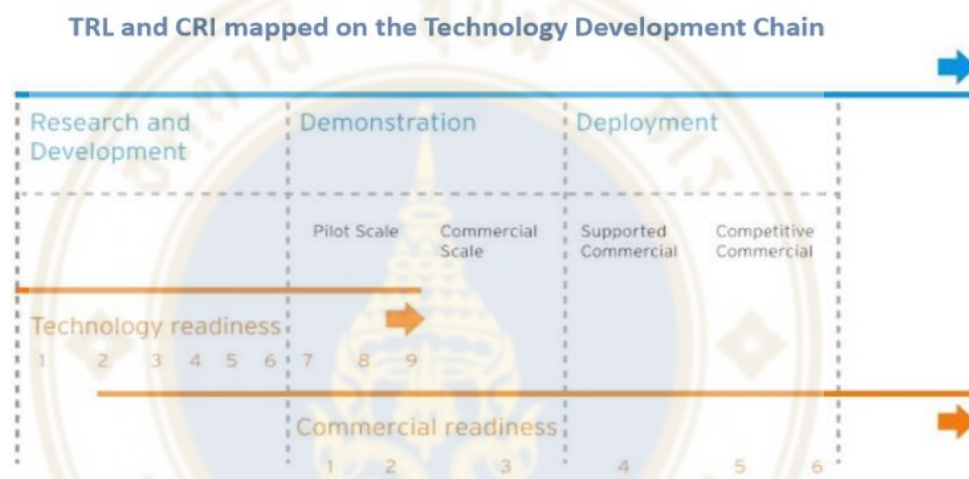 TRL and CRI mapped on the Technology Development Chain
Research and
Development
Demonstration
Deployment
Pilot Scale
Commercial
Scale
Supported
Commercial
Competitive
Commercial
Technology readiness
1 2 3 4 5 6 7 8 9
Commercial readiness
1 2 3 4 5 6